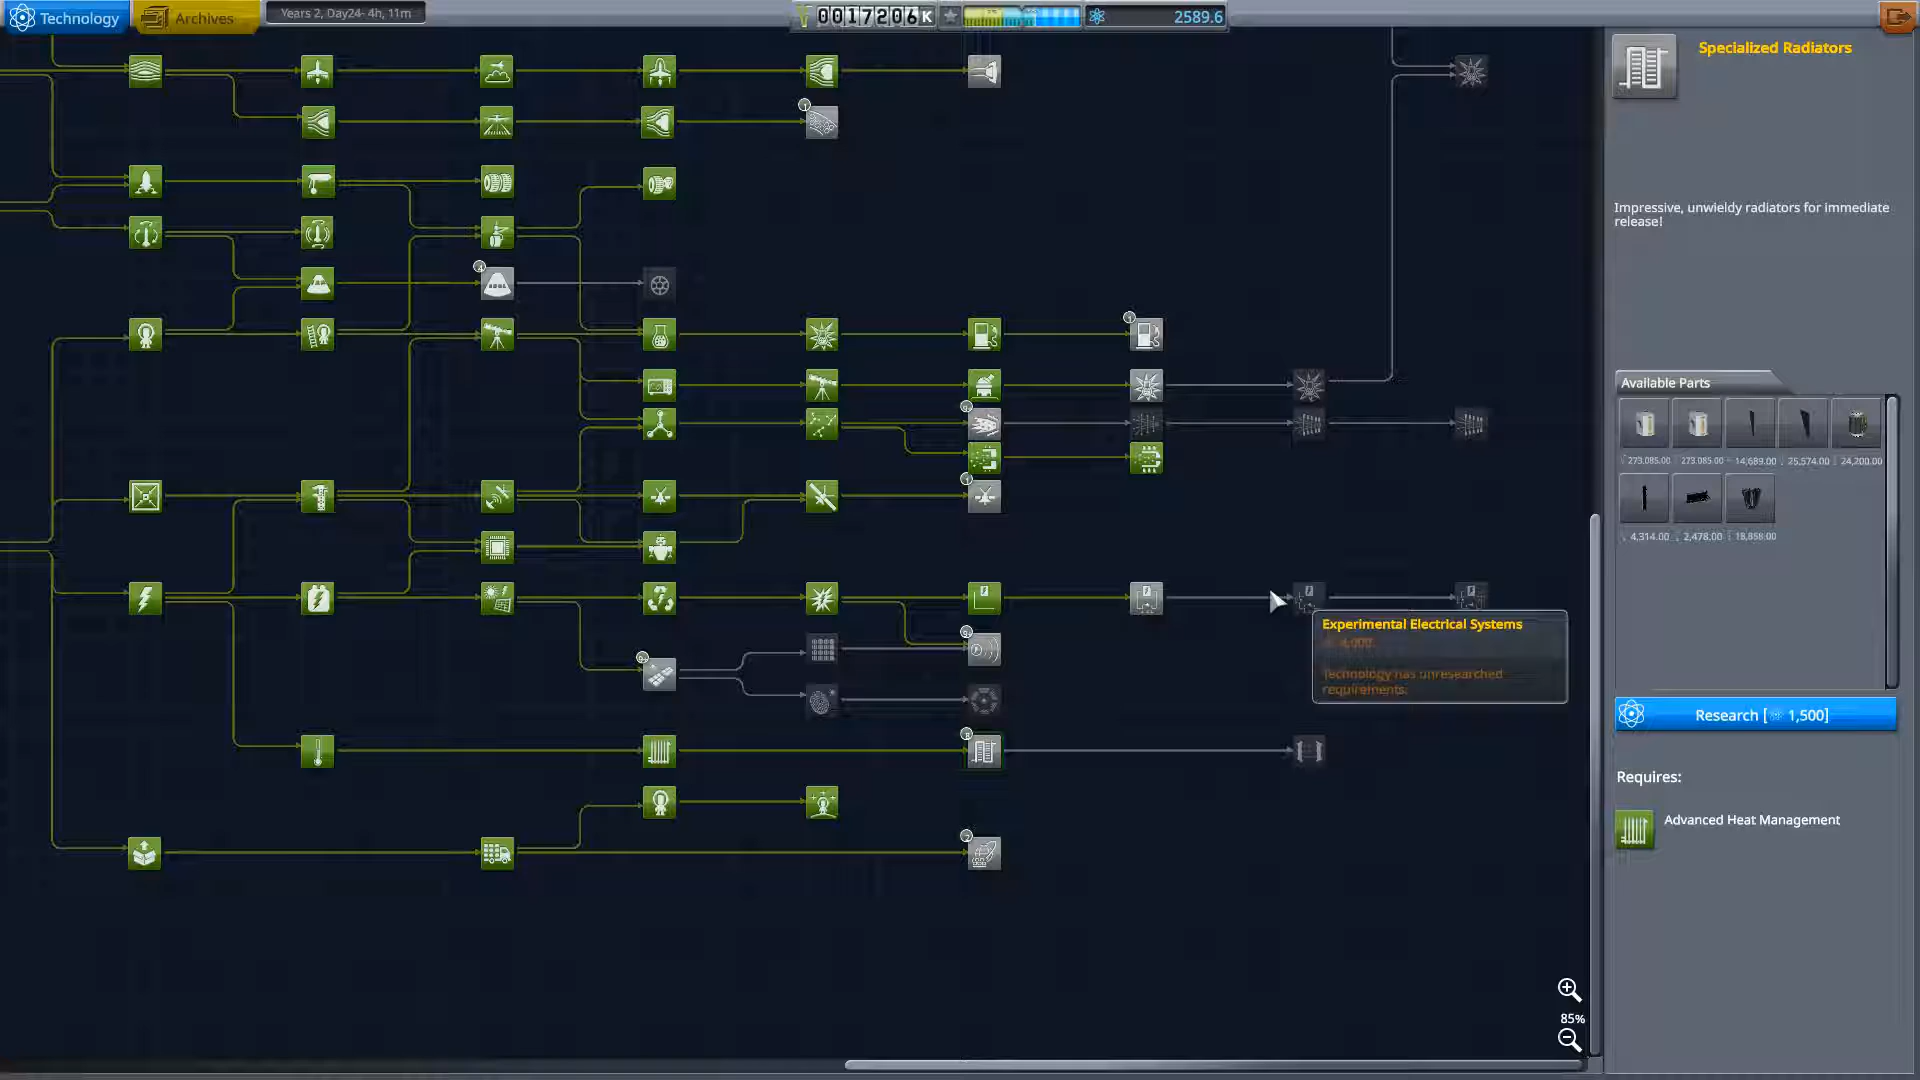 Technology
Archives
Years 2, Day24- 4h, 11m
0017206K
2589.6
Specialized Radiators
Impressive, unwieldy radiators for immediate
release!
Available Parts
273,085.00 273,085.00 14,689.00 25,574.00 24,200.00
4,314.00 2,478.00 18,858.00
Experimental Electrical Systems
4,000.
Technology has unresearched
requirements.
Research [ 1,500]
Requires:
Advanced Heat Management
85%